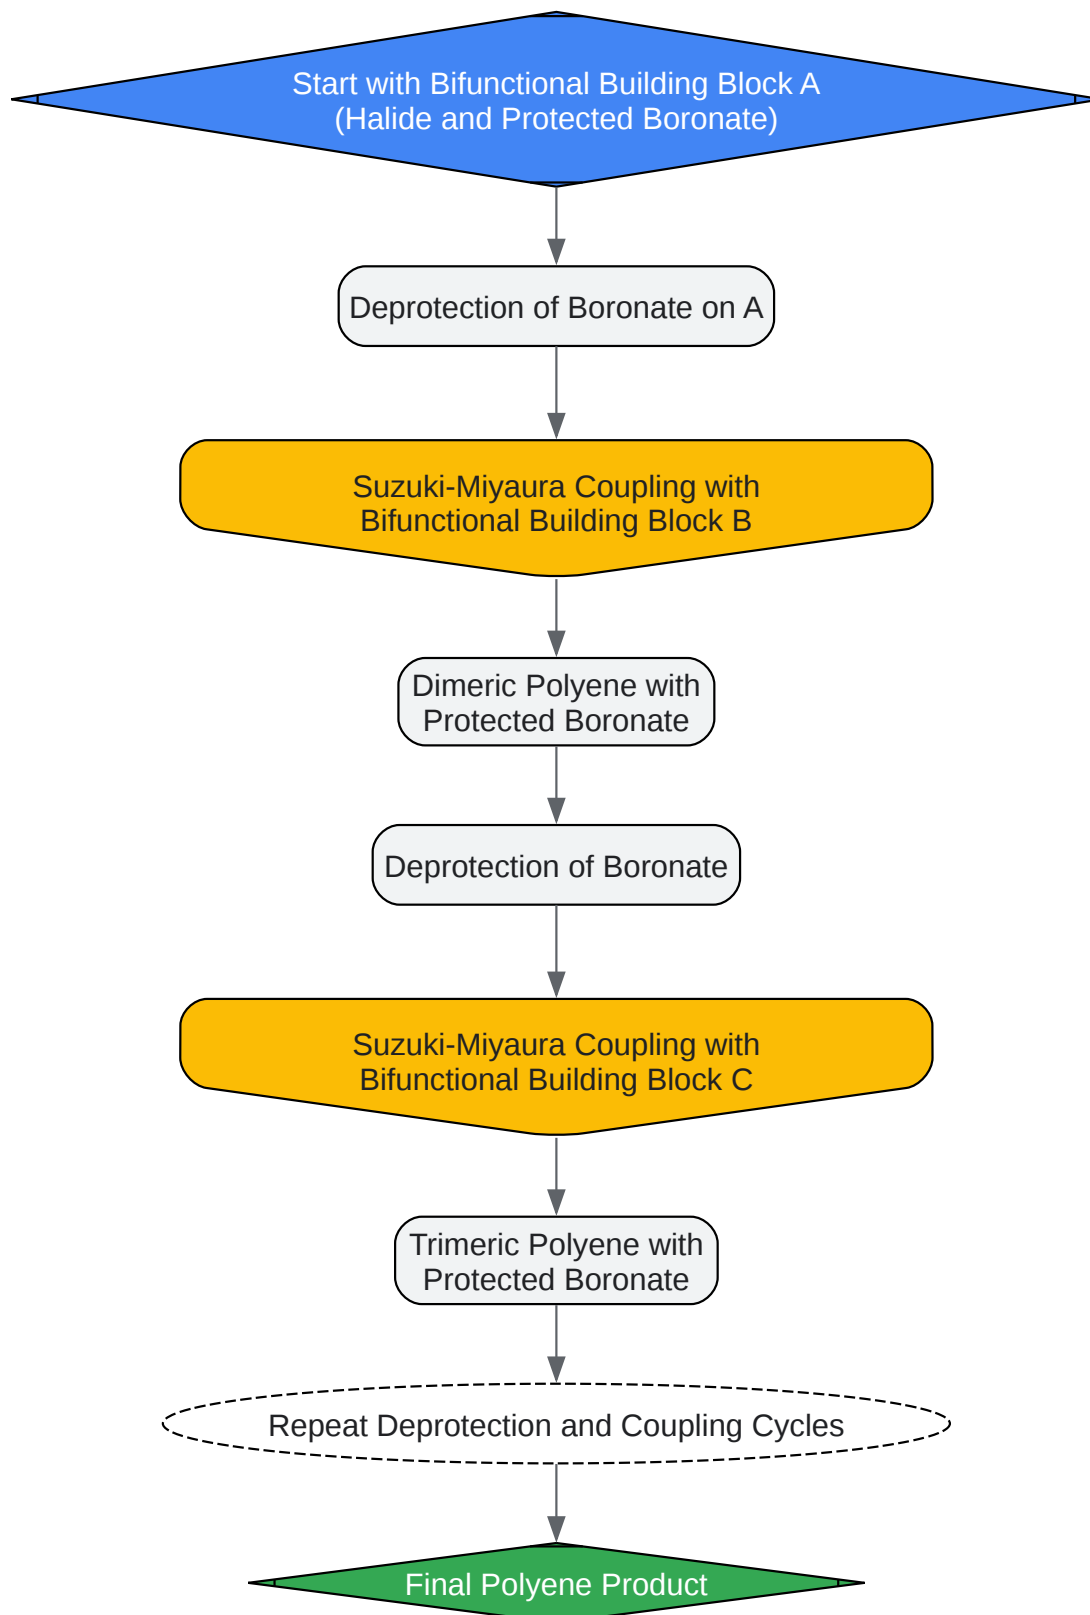 Start with Bifunctional Building Block A
(Halide and Protected Boronate)
Deprotection of Boronate on A
Suzuki-Miyaura Coupling with
Bifunctional Building Block B
Dimeric Polyene with
Protected Boronate
Deprotection of Boronate
Suzuki-Miyaura Coupling with
Bifunctional Building Block C
Trimeric Polyene with
Protected Boronate
Repeat Deprotection and Coupling Cycles
Final Polyene Product